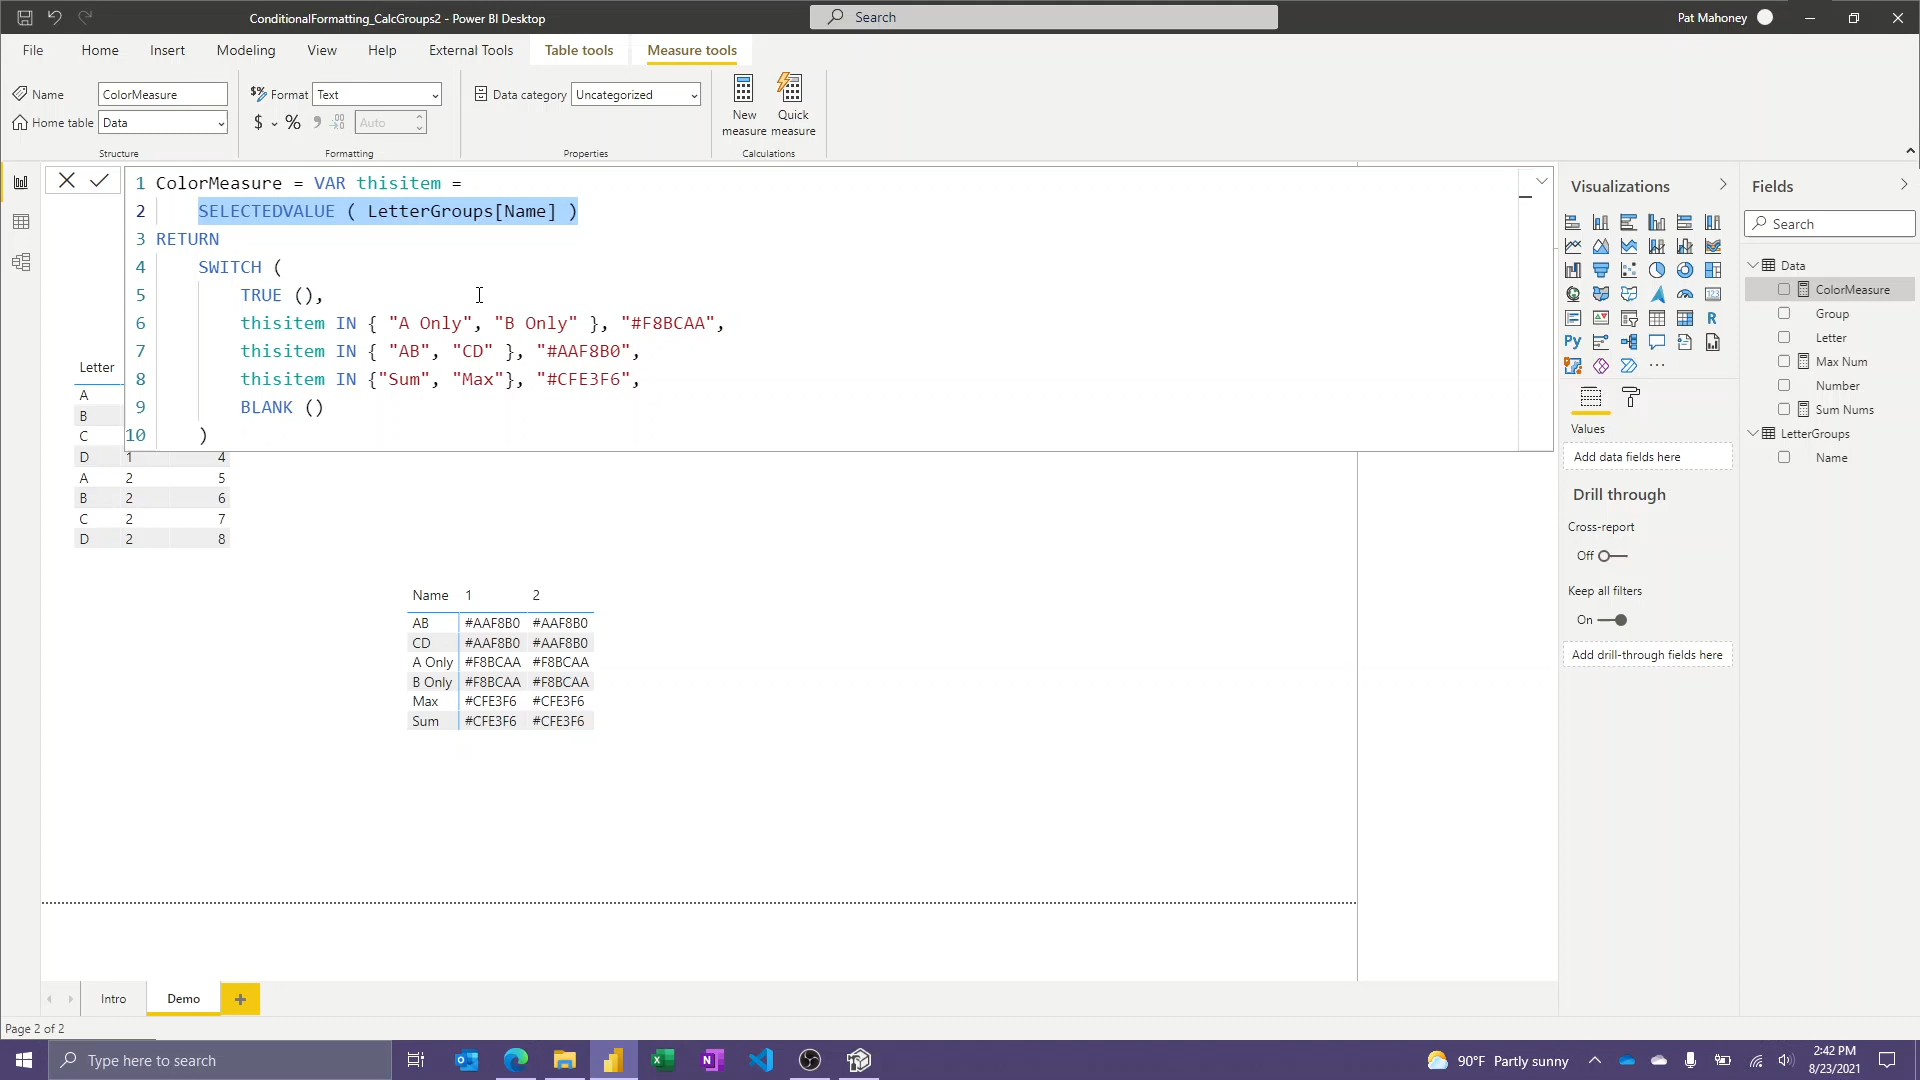 ConditionalFormatting_CalcGroups2 - Power BI Desktop
Search
Pat Mahoney
File
Home
Insert
Modeling
View
Help
External Tools
Table tools
Measure tools
Name
ColorMeasure
Home table
Data
Structure
$% Format
Text
$ % Auto
Formatting
Data category
Uncategorized
Properties
New measure
Quick measure
Calculations
1 ColorMeasure = VAR thisitem =
2 SELECTEDVALUE ( LetterGroups[Name] )
3 RETURN
4 SWITCH (
5 TRUE (),
6 thisitem IN { "A Only", "B Only" }, "#F8BCAA",
7 thisitem IN { "AB", "CD" }, "#AAF8B0",
8 thisitem IN {"Sum", "Max"}, "#CFE3F6",
9 BLANK ()
10 )
Letter
A
B
C
D 1 4
A 2 5
B 2 6
C 2 7
D 2 8
Name 1 2
AB #AAF8B0 #AAF8B0
CD #AAF8B0 #AAF8B0
A Only #F8BCAA #F8BCAA
B Only #F8BCAA #F8BCAA
Max #CFE3F6 #CFE3F6
Sum #CFE3F6 #CFE3F6
Visualizations
R
Py
Values
Add data fields here
Drill through
Cross-report
Off
Keep all filters
On
Add drill-through fields here
Fields
Search
Data
ColorMeasure
Group
Letter
Max Num
Number
Sum Nums
LetterGroups
Name
Intro
Demo
+
Page 2 of 2
Type here to search
90°F Partly sunny
2:42 PM
8/23/2021